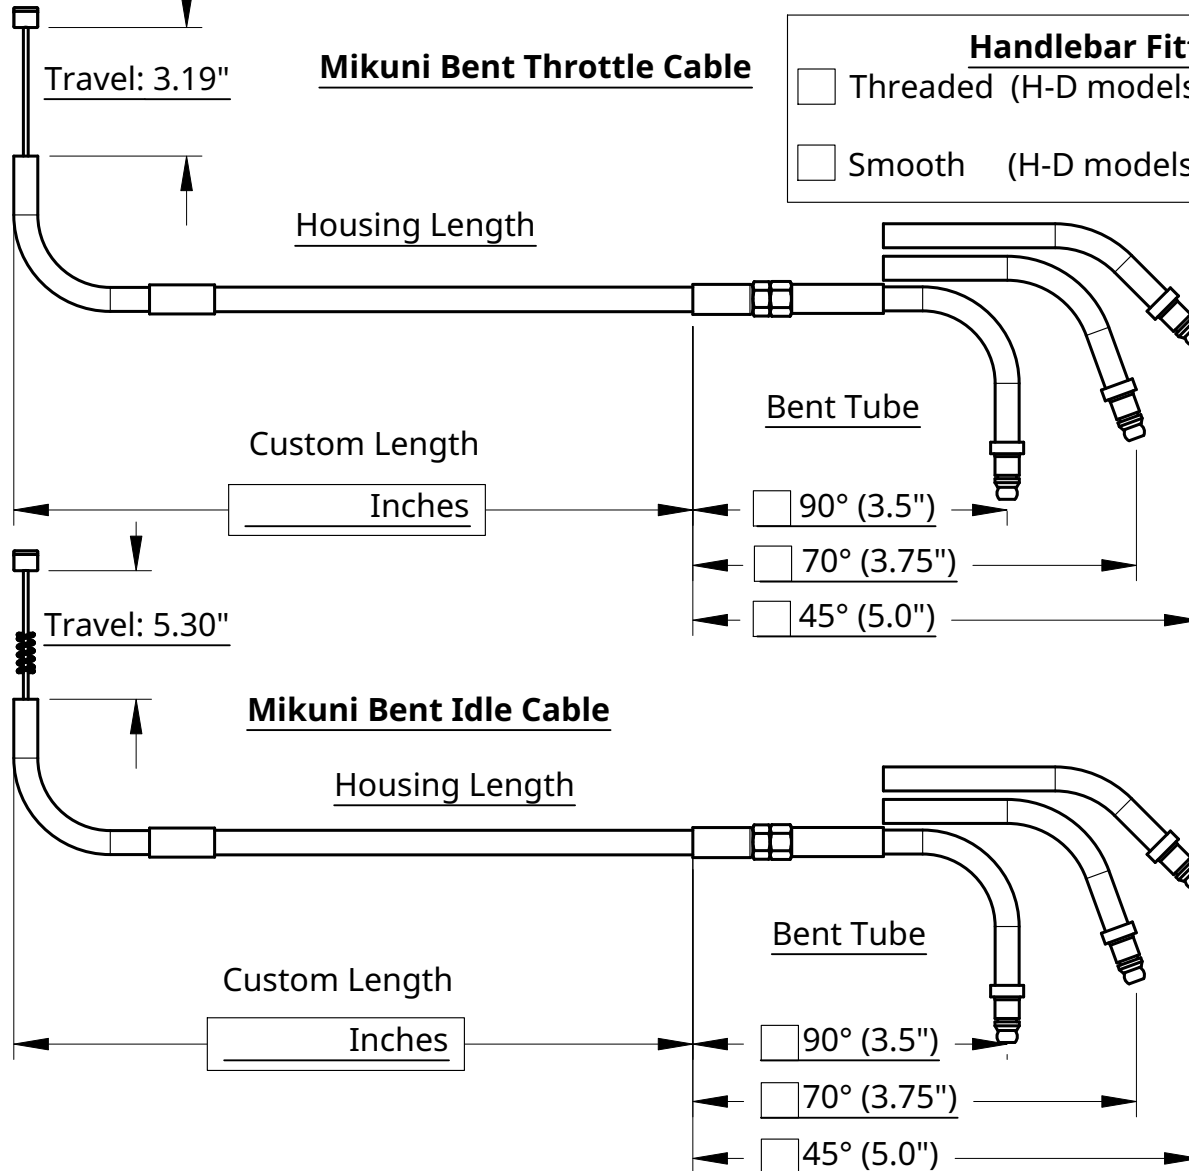 Travel: 3.19"
Mikuni Bent Throttle Cable
Handlebar
Threaded (H-D models
Smooth (H-D models
Housing Length
Bent Tube
Custom Length
Inches
90° (3.5")
70° (3.75")
45° (5.0")
Travel: 5.30"
Mikuni Bent Idle Cable
Housing Length
Bent Tube
Custom Length
Inches
90° (3.5")
70° (3.75")
45° (5.0")